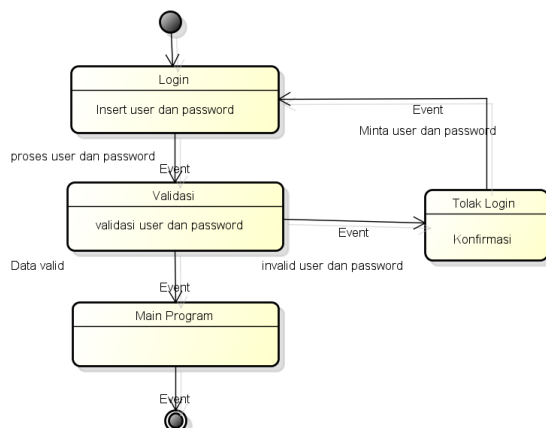 Login
Insert user dan password
Event
Minta user dan password
proses user dan password
Event
Validasi
validasi user dan password
Tolak Login
Konfirmasi
Event
invalid user dan password
Data valid
Event
Main Program
Event